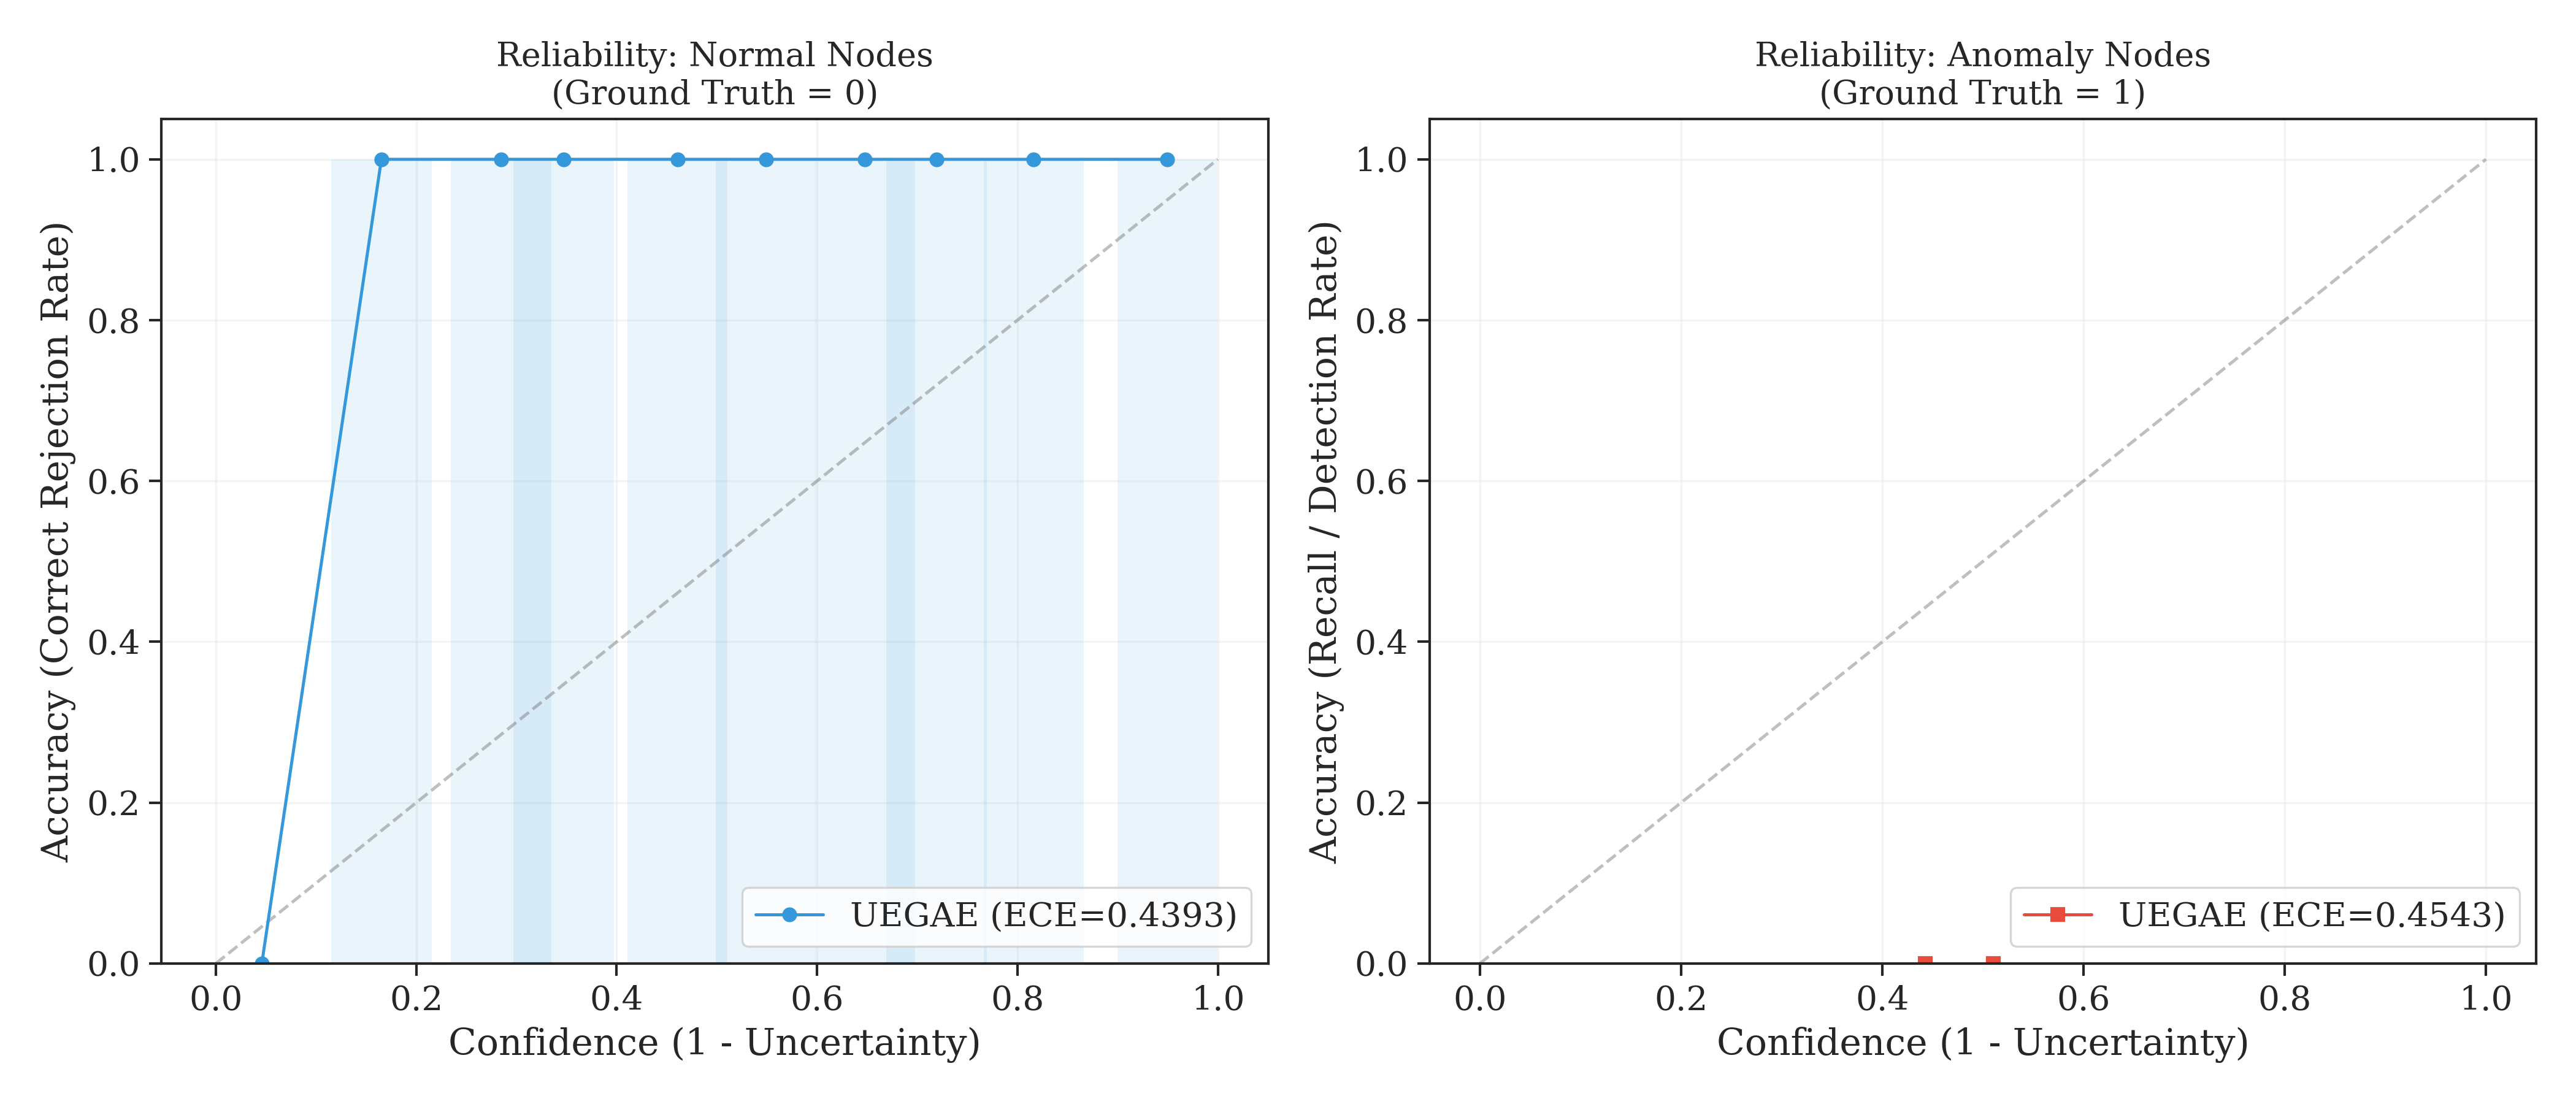 Reliability: Normal Nodes
(Ground Truth = 0)
Accuracy (Correct Rejection Rate)
1.0
0.8
0.6
0.4
0.2
0.0
UEGAE (ECE=0.4393)
0.0 0.2 0.4 0.6 0.8 1.0
Confidence (1 - Uncertainty)
Reliability: Anomaly Nodes
(Ground Truth = 1)
Accuracy (Recall / Detection Rate)
1.0
0.8
0.6
0.4
0.2
0.0
UEGAE (ECE=0.4543)
0.0 0.2 0.4 0.6 0.8 1.0
Confidence (1 - Uncertainty)